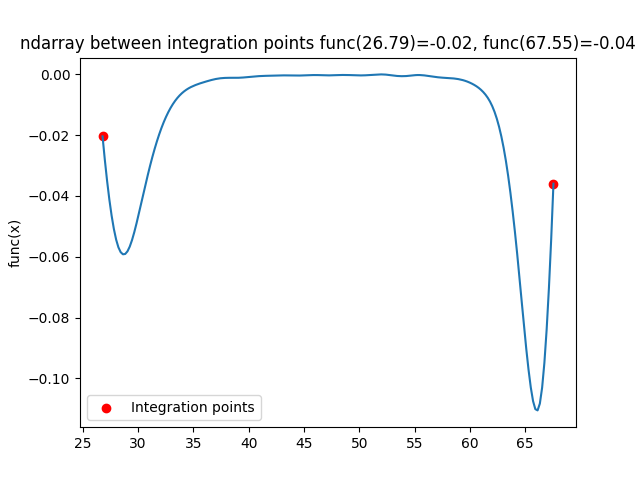 ndarray between integration points func(26.79)=-0.02, func(67.55)=-0.04
0.00
−0.02
−0.04
−0.06
−0.08
−0.10
func(x)
Integration points
25 30 35 40 45 50 55 60 65